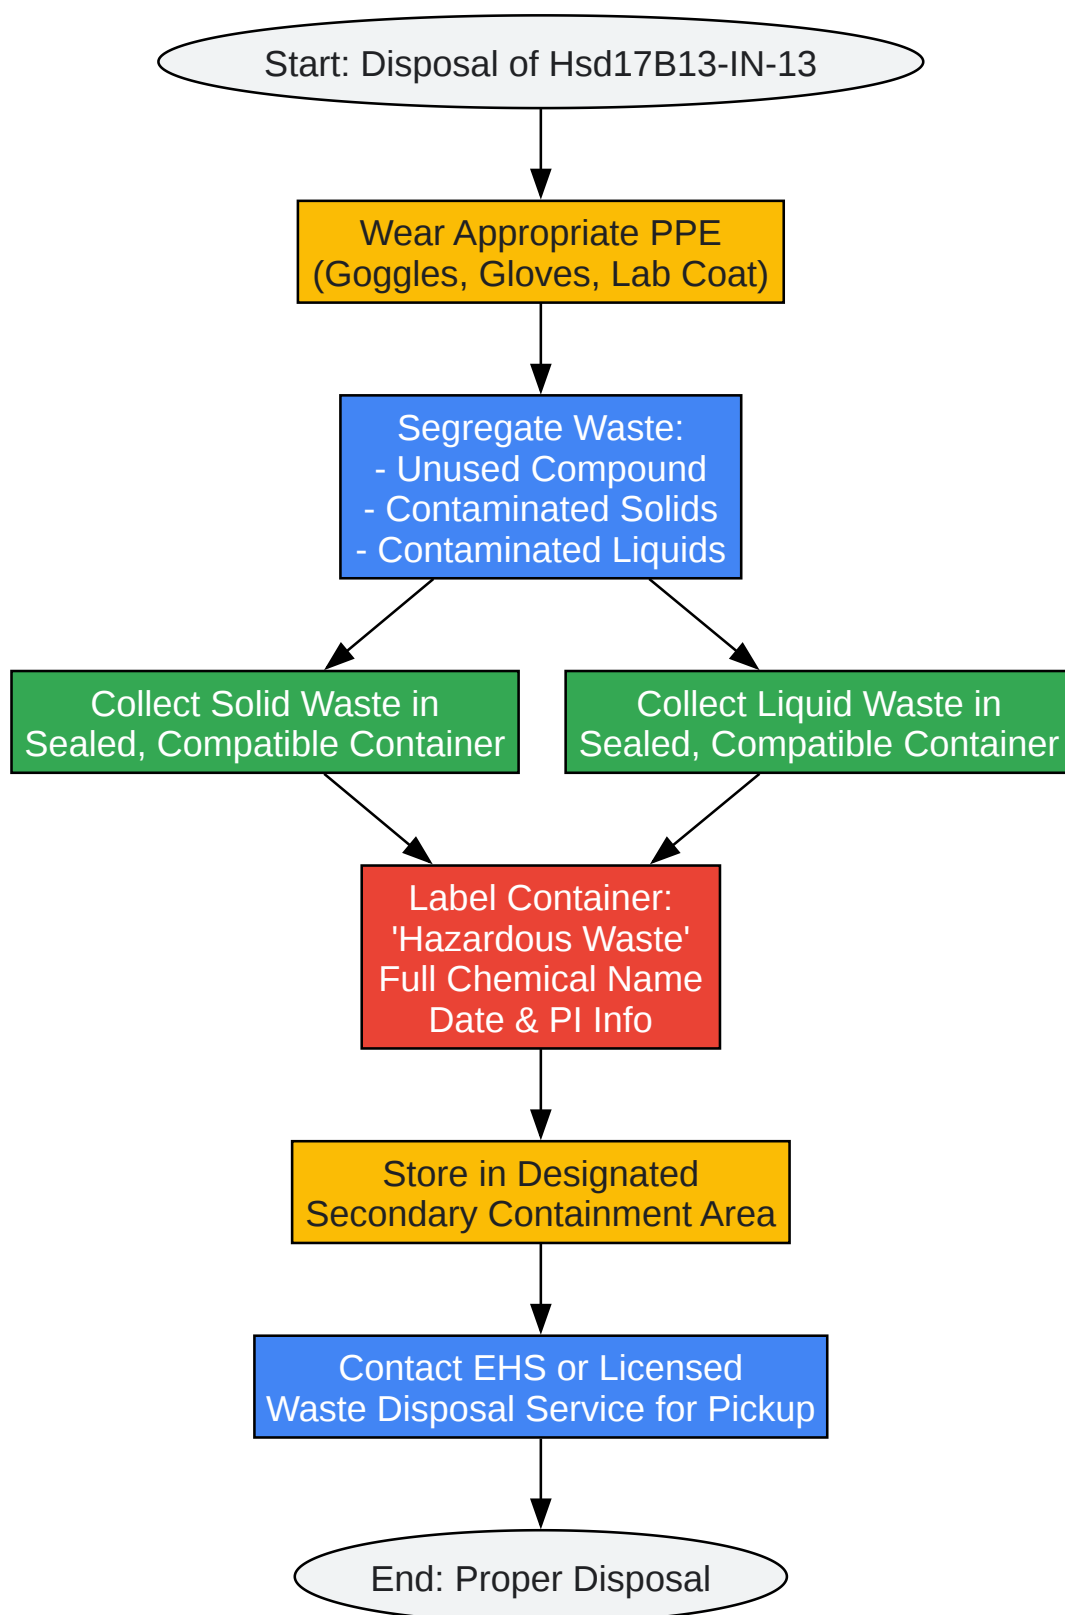 Start: Disposal of Hsd17B13-IN-13
Wear Appropriate PPE
(Goggles, Gloves, Lab Coat)
Segregate Waste:
- Unused Compound
- Contaminated Solids
- Contaminated Liquids
Collect Solid Waste in
Sealed, Compatible Container
Collect Liquid Waste in
Sealed, Compatible Container
Label Container:
'Hazardous Waste'
Full Chemical Name
Date & PI Info
Store in Designated
Secondary Containment Area
Contact EHS or Licensed
Waste Disposal Service for Pickup
End: Proper Disposal